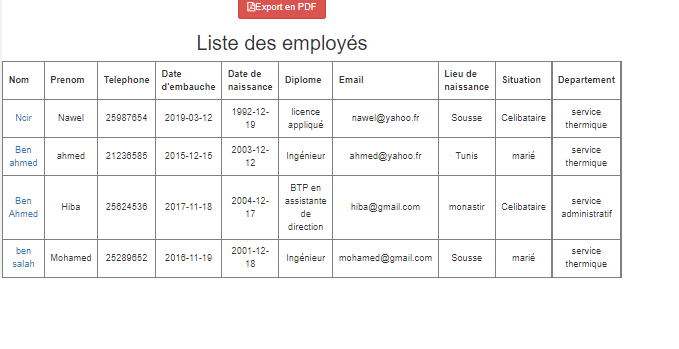 Export en PDF
Liste des employés
Nom Prenom Telephone Date d'embauche Date de naissance Diplome Email Lieu de naissance Situation Departement
Ncir Nawel 25987654 2019-03-12 1992-12-19 licence appliqué nawel@yahoo.fr Sousse Celibataire service thermique
Ben ahmed ahmed 21236585 2015-12-15 2003-12-12 Ingénieur ahmed@yahoo.fr Tunis marié service thermique
Ben Ahmed Hiba 25624536 2017-11-18 2004-12-17 BTP en assistante de direction hiba@gmail.com monastir Celibataire service administratif
ben salah Mohamed 25289652 2016-11-19 2001-12-18 Ingénieur mohamed@gmail.com Sousse marié service thermique